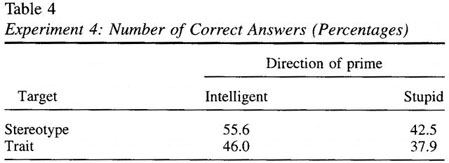 Table 4
Experiment 4: Number of Correct Answers (Percentages)
Direction of prime
Target Intelligent Stupid
Stereotype 55.6 42.5
Trait 46.0 37.9